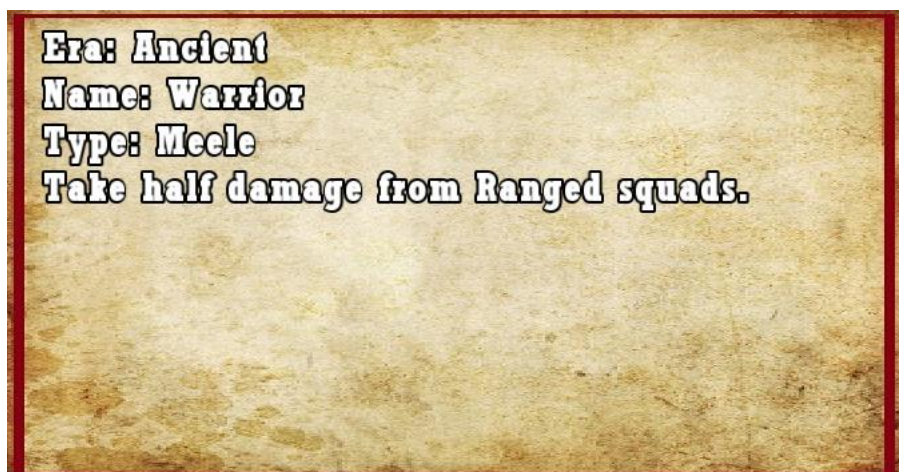 Era: Ancient
Name: Warrior
Type: Meele
Take half damage from Ranged squads.